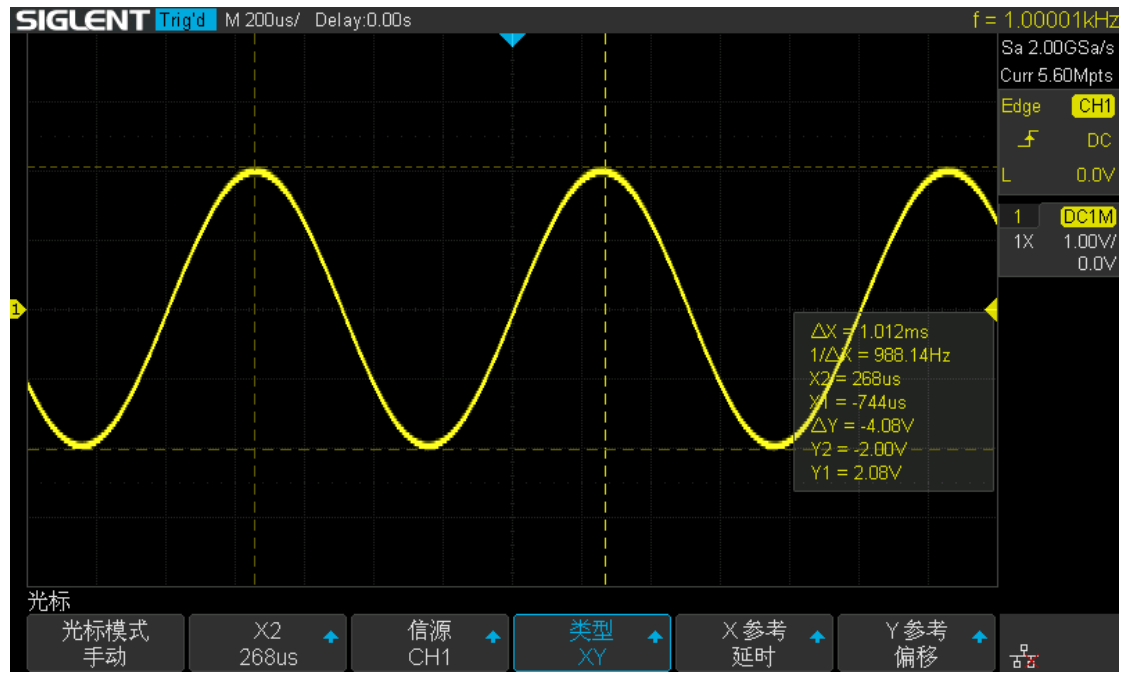 SIGLENT Trig'd M 200us/ Delay:0.00s f = 1.00001kHz
Sa 2.00GSa/s
Curr 5.60Mpts
Edge CH1
DC
L 0.0V
1 DC1M
1X 1.00V/
0.0V
1
△X = 1.012ms
1/△X = 988.14Hz
X2 = 268us
X1 = -744us
△Y = -4.08V
Y2 = -2.00V
Y1 = 2.08V
光标
光标模式 X2 信源 类型 X参考 Y参考
手动 268us CH1 XY 延时 偏移